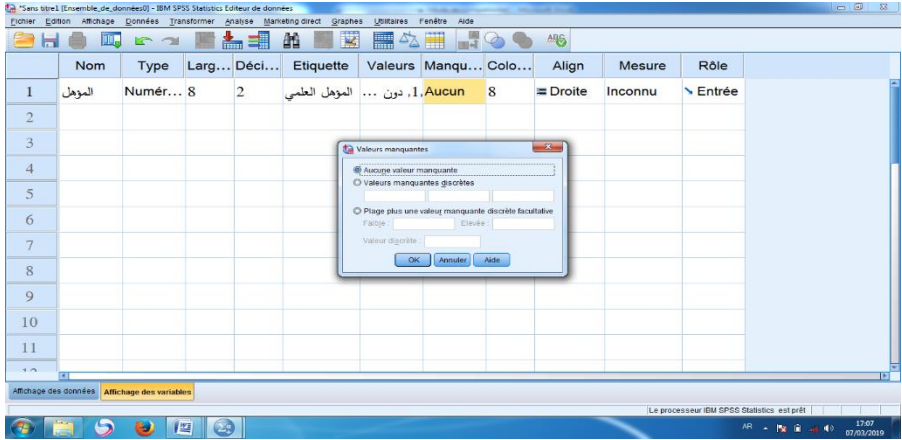 *Sans titre1 [Ensemble_de_données0] - IBM SPSS Statistics Editeur de données
Fichier Edition Affichage Données Transformer Analyse Marketing direct Graphes Utilitaires Fenêtre Aide
Nom Type Larg... Déci... Etiquette Valeurs Manqu... Colo... Align Mesure Rôle
1 المؤهل Numér... 8 2 المؤهل العلمي 1, دون ... Aucun 8 Droite Inconnu Entrée
2
3
Valeurs manquantes
4
Aucune valeur manquante
Valeurs manquantes discrètes
5
Plage plus une valeur manquante discrète facultative
6
Faible : Elevée :
7
Valeur discrète :
OK Annuler Aide
8
9
10
11
12
Affichage des données Affichage des variables
Le processeur IBM SPSS Statistics est prêt
AR 17:07
07/03/2019